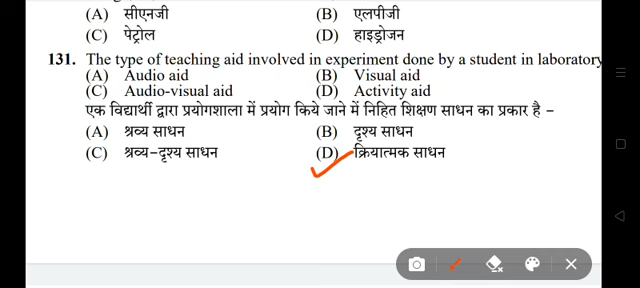 (A) सीएनजी (B) एलपीजी
(C) पेट्रोल (D) हाइड्रोजन
131. The type of teaching aid involved in experiment done by a student in laboratory
(A) Audio aid (B) Visual aid
(C) Audio-visual aid (D) Activity aid
एक विद्यार्थी द्वारा प्रयोगशाला में प्रयोग किये जाने में निहित शिक्षण साधन का प्रकार है –
(A) श्रव्य साधन (B) दृश्य साधन
(C) श्रव्य–दृश्य साधन (D) क्रियात्मक साधन